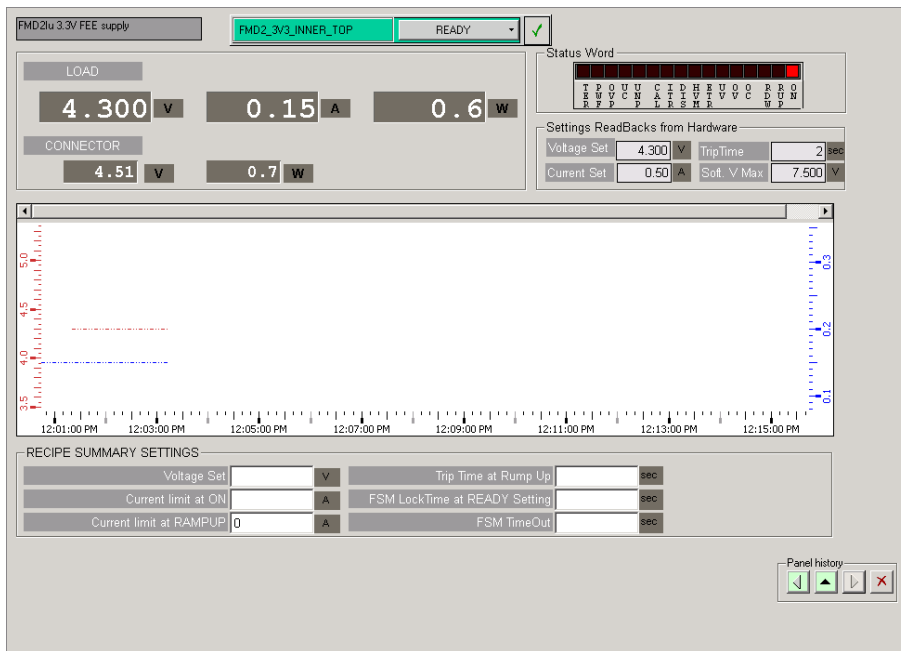 FMD2Iu 3.3V FEE supply
FMD2_3V3_INNER_TOP
READY
LOAD
4.300 V 0.15 A 0.6 W
CONNECTOR
4.51 V 0.7 W
Status Word
Settings ReadBacks from Hardware
Voltage Set 4.300 V TripTime 2 sec
Current Set 0.50 A Soft. V Max 7.500 V
5.0
4.5
4.0
3.5
0.3
0.2
0.1
12:01:00 PM 12:03:00 PM 12:05:00 PM 12:07:00 PM 12:09:00 PM 12:11:00 PM 12:13:00 PM 12:15:00 PM
RECIPE SUMMARY SETTINGS
Voltage Set V Trip Time at Rump Up sec
Current limit at ON A FSM LockTime at READY Setting sec
Current limit at RAMPUP 0 A FSM TimeOut sec
Panel history